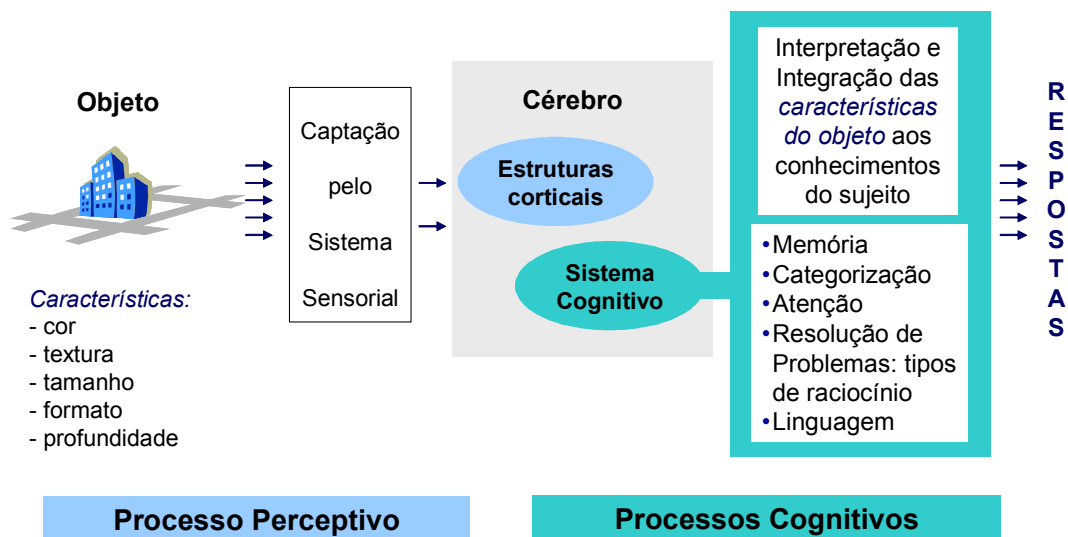 Objeto
Características:
- cor
- textura
- tamanho
- formato
- profundidade
Captação
pelo
Sistema
Sensorial
Cérebro
Estruturas
corticais
Sistema
Cognitivo
Interpretação e
Integração das
características
do objeto aos
conhecimentos
do sujeito
•Memória
•Categorização
•Atenção
•Resolução de
Problemas: tipos
de raciocínio
•Linguagem
R
E
S
P
O
S
T
A
S
Processo Perceptivo
Processos Cognitivos